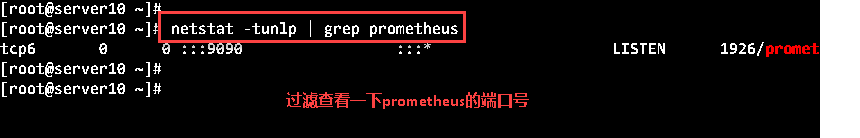 [root@server10 ~]#
[root@server10 ~]# netstat -tunlp | grep prometheus
tcp6 0 0 :::9090 :::* LISTEN 1926/promet
[root@server10 ~]#
[root@server10 ~]#
过滤查看一下prometheus的端口号